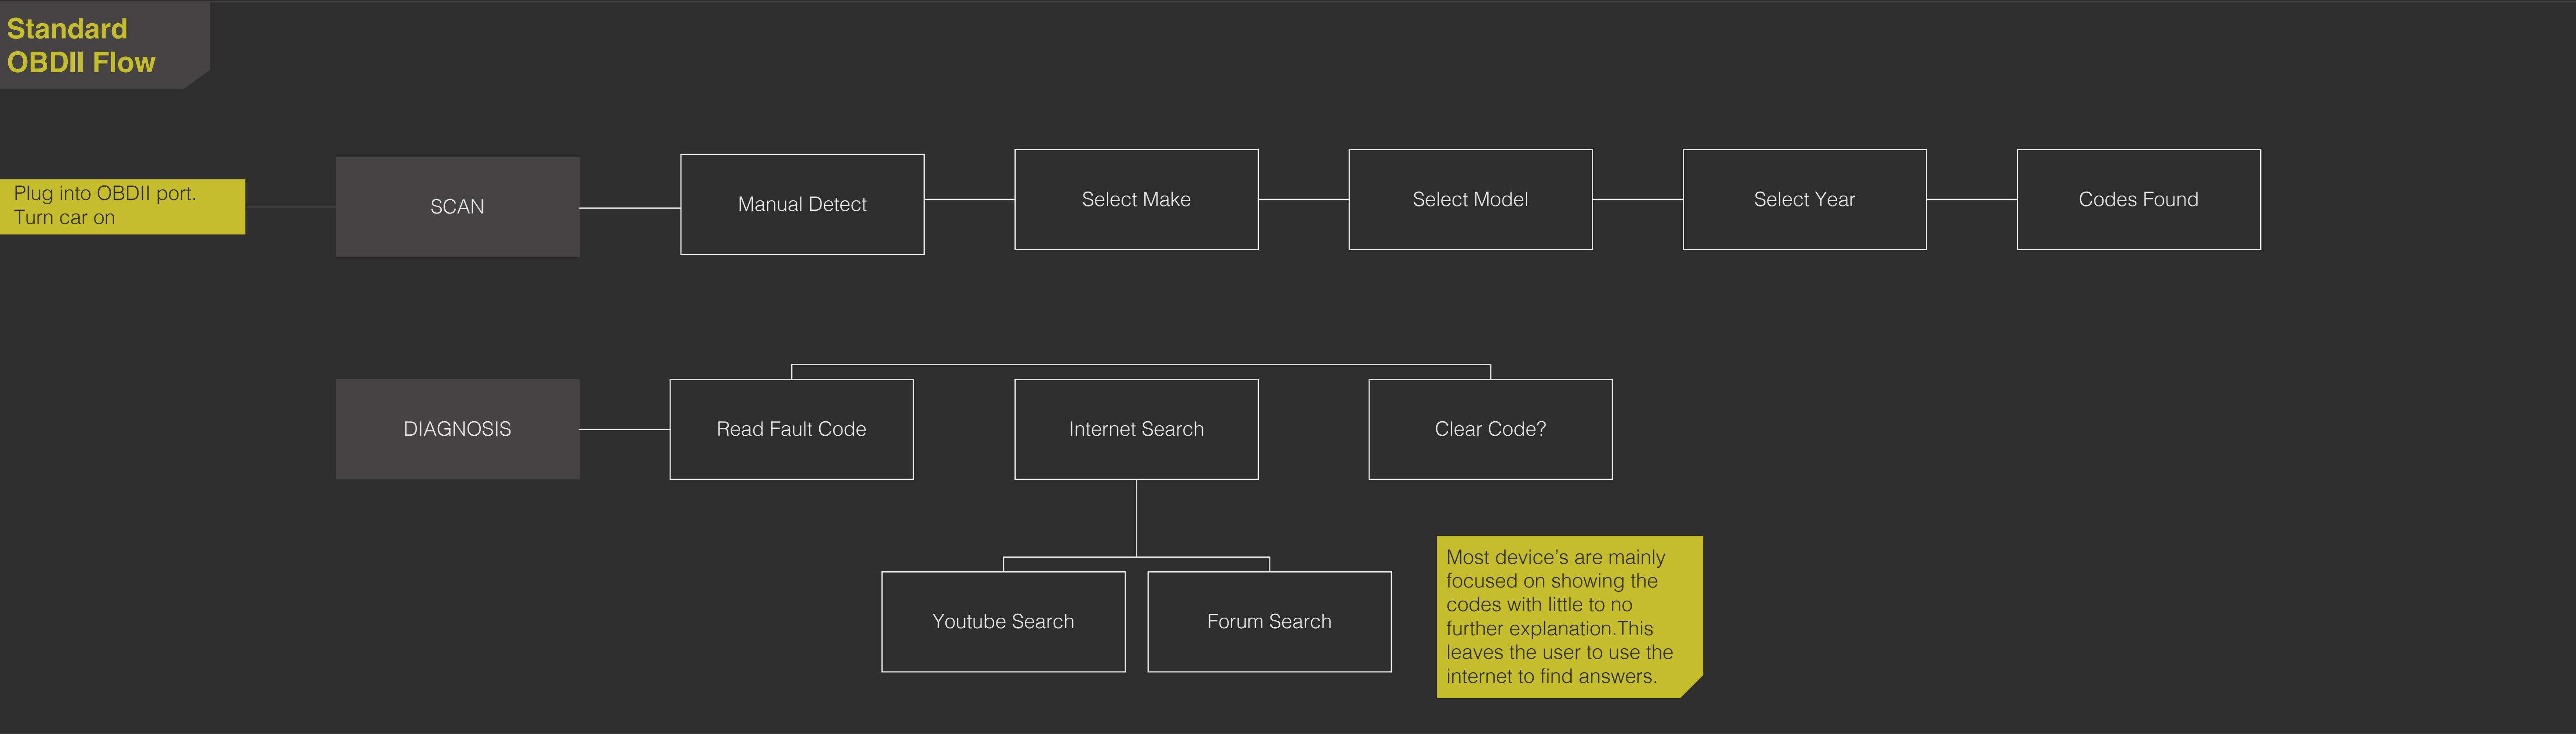 Standard
OBDII Flow
Plug into OBDII port.
Turn car on
SCAN
Manual Detect
Select Make
Select Model
Select Year
Codes Found
DIAGNOSIS
Read Fault Code
Internet Search
Clear Code?
Youtube Search
Forum Search
Most device’s are mainly
focused on showing the
codes with little to no
further explanation.This
leaves the user to use the
internet to find answers.